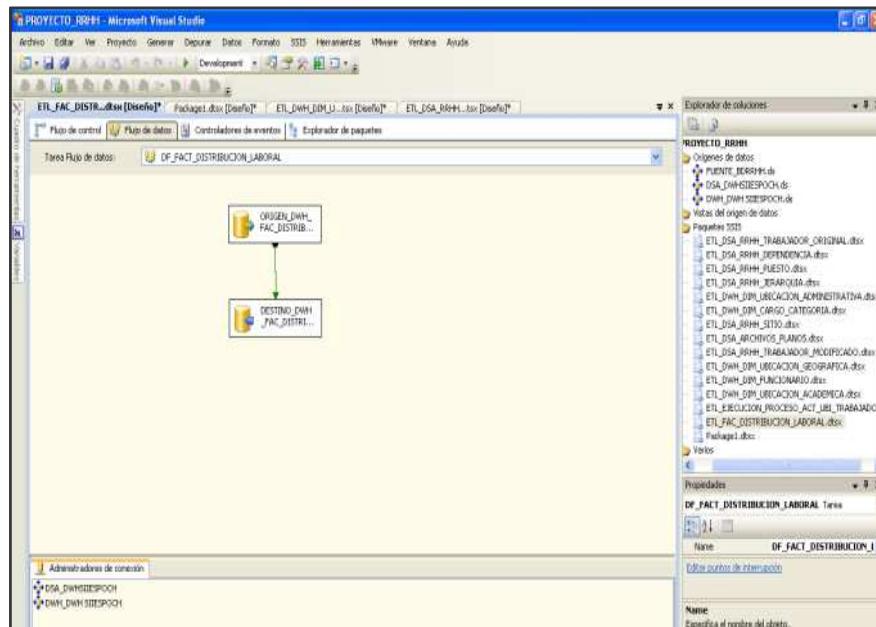 PROYECTO_RRHH - Microsoft Visual Studio
Archivo Editar Ver Proyecto Generar Depurar Datos Formato SSIS Herramientas VMware Ventana Ayuda
Development
ETL_FAC_DISTR...dtsx [Diseño]* Package1.dtsx [Diseño]* ETL_DWH_DIM_U...tsx [Diseño]* ETL_DSA_RRHH...tsx [Diseño]*
Flujo de control Flujo de datos Controladores de eventos Explorador de paquetes
Tarea Flujo de datos: DF_FACT_DISTRIBUCION_LABORAL
Cuadro de herramientas
Variables
ORIGEN_DWH_
FAC_DISTRIB...
DESTINO_DWH
_FAC_DISTRI...
Administradores de conexión
DSA_DWHSIIESPOCH
DWH_DWH SIIESPOCH
Explorador de soluciones
PROYECTO_RRHH
Orígenes de datos
FUENTE_BDRRHH.ds
DSA_DWHSIIESPOCH.ds
DWH_DWH SIIESPOCH.ds
Vistas del origen de datos
Paquetes SSIS
ETL_DSA_RRHH_TRABAJADOR_ORIGINAL.dtsx
ETL_DSA_RRHH_DEPENDENCIA.dtsx
ETL_DSA_RRHH_PUESTO.dtsx
ETL_DSA_RRHH_JERARQUIA.dtsx
ETL_DWH_DIM_UBICACION_ADMINISTRATIVA.dtsx
ETL_DWH_DIM_CARGO_CATEGORIA.dtsx
ETL_DSA_RRHH_SITIO.dtsx
ETL_DSA_ARCHIVOS_PLANOS.dtsx
ETL_DSA_RRHH_TRABAJADOR_MODIFICADO.dtsx
ETL_DWH_DIM_UBICACION_GEOGRAFICA.dtsx
ETL_DWH_DIM_FUNCIONARIO.dtsx
ETL_DWH_DIM_UBICACION_ACADEMICA.dtsx
ETL_EJECUCION_PROCESO_ACT_UBI_TRABAJADO
ETL_FAC_DISTRIBUCION_LABORAL.dtsx
Package1.dtsx
Varios
Propiedades
DF_FACT_DISTRIBUCION_LABORAL Tarea
Name DF_FACT_DISTRIBUCION_L
Editar puntos de interrupción
Name
Especifica el nombre del objeto.